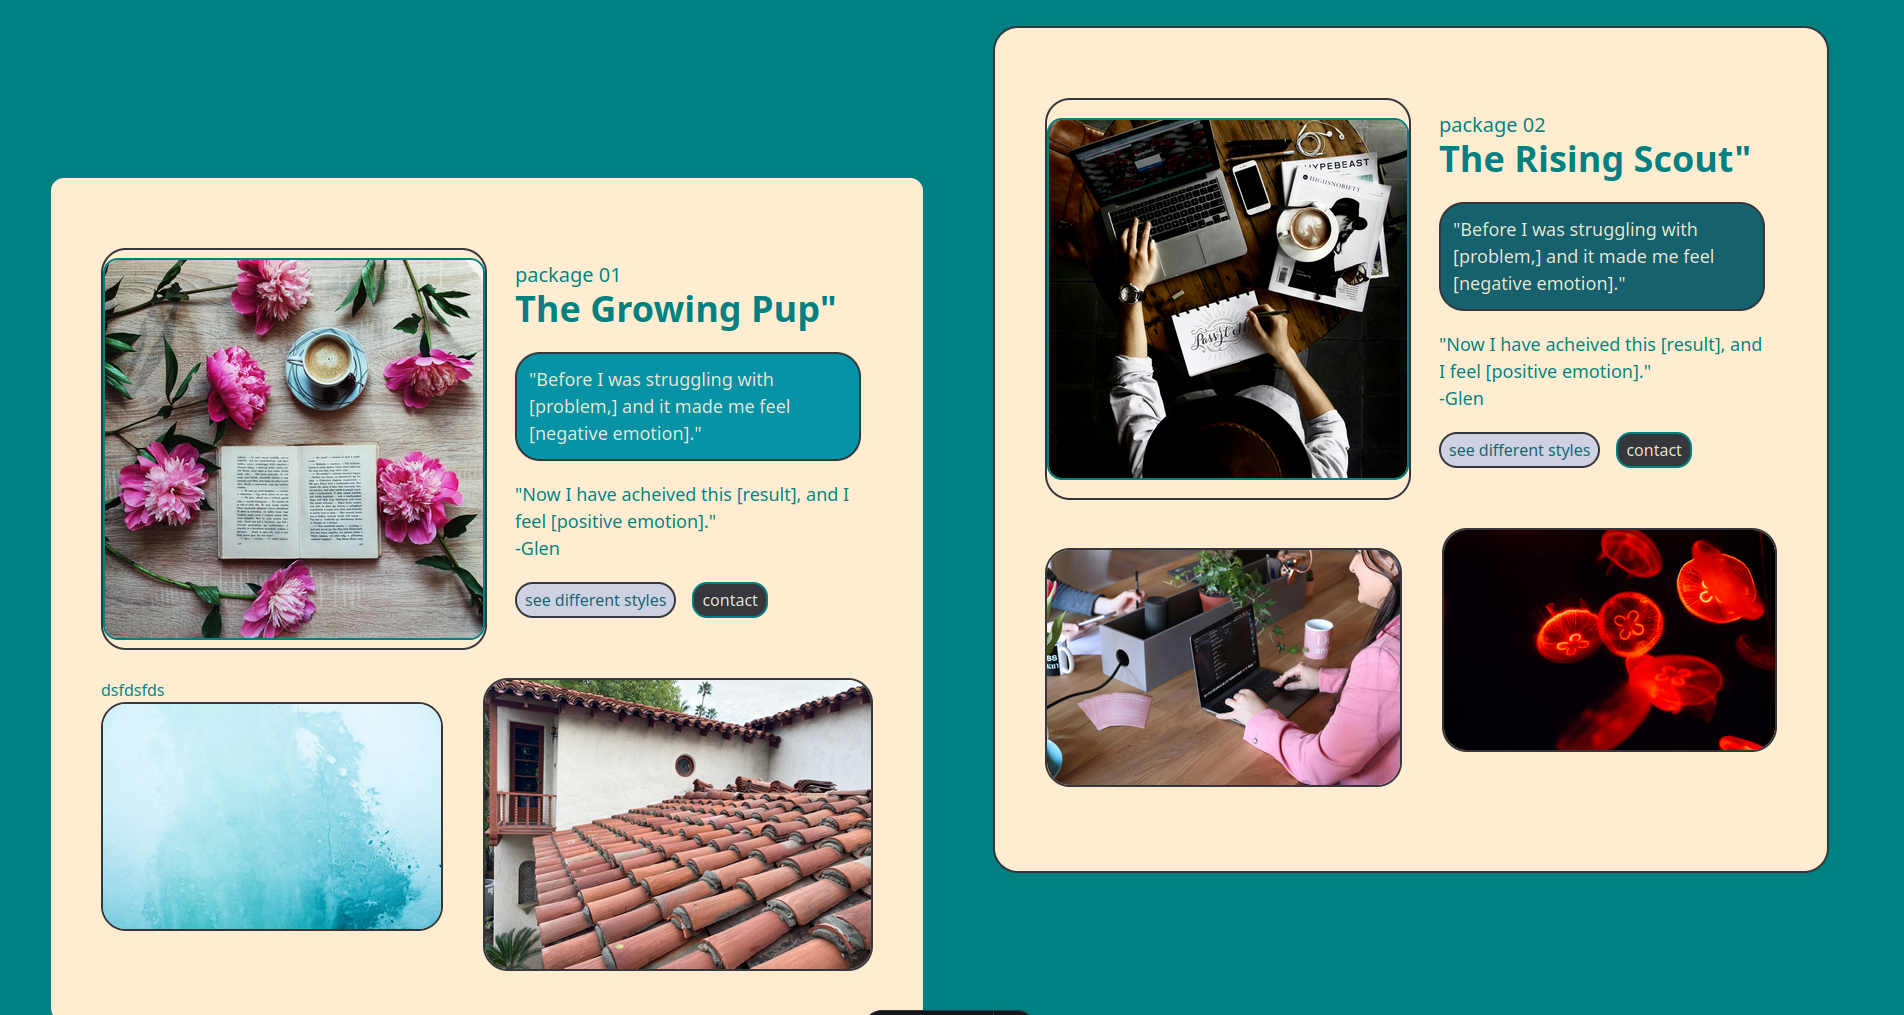 package 01
The Growing Pup"
"Before I was struggling with
[problem,] and it made me feel
[negative emotion]."
"Now I have acheived this [result], and I
feel [positive emotion]."
-Glen
see different styles
contact
dsfdsfds
package 02
The Rising Scout"
"Before I was struggling with
[problem,] and it made me feel
[negative emotion]."
"Now I have acheived this [result], and
I feel [positive emotion]."
-Glen
see different styles
contact
HYPEBEAST
HIGHSNOBIETY